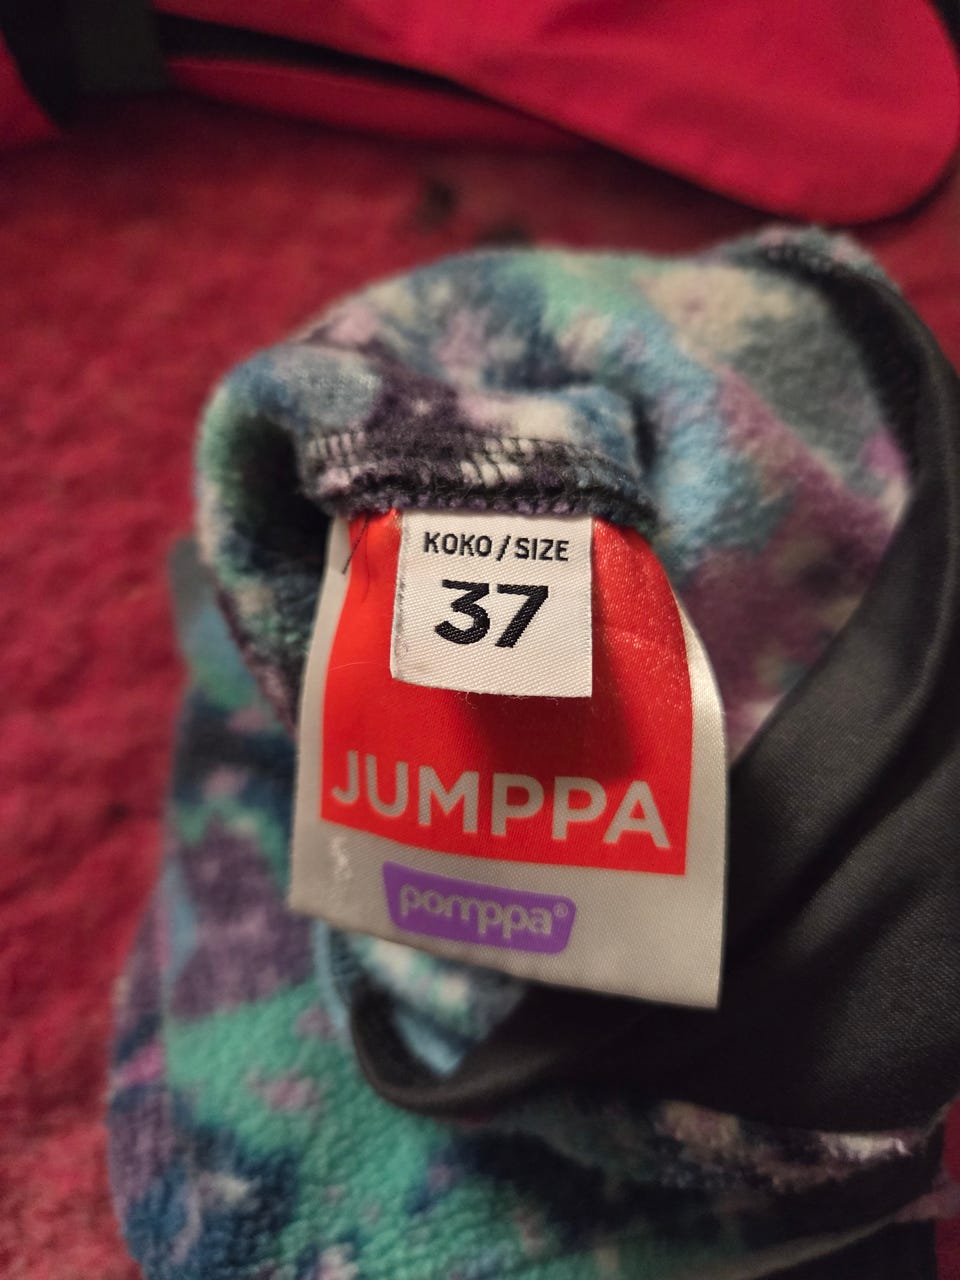 KOKO / SIZE
37
JUMPPA
pomppa®